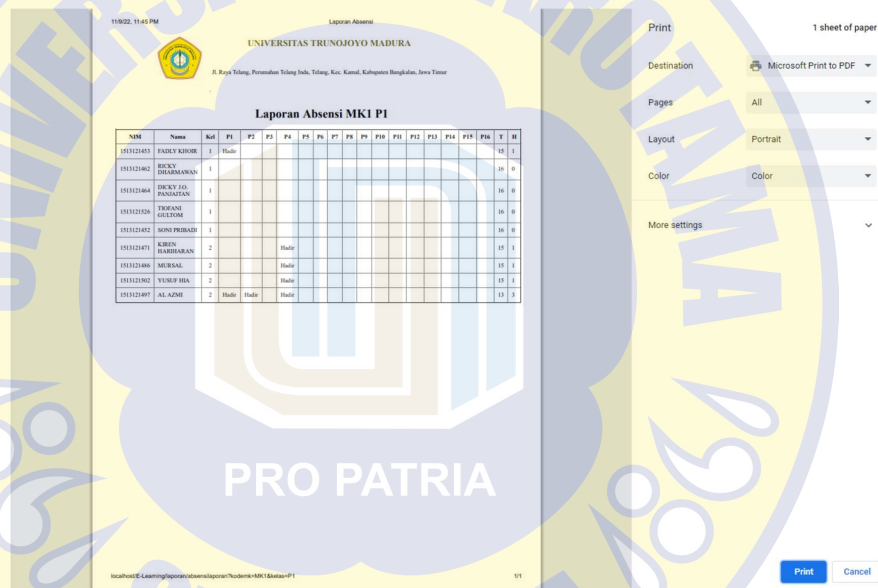 11/9/22, 11:45 PM Laporan Absensi
UNIVERSITAS TRUNOJOYO MADURA
Jl. Raya Telang, Perumahan Telang Inda, Telang, Kec. Kamal, Kabupaten Bangkalan, Jawa Timur
Laporan Absensi MK1 P1
NIM Nama Kel P1 P2 P3 P4 P5 P6 P7 P8 P9 P10 P11 P12 P13 P14 P15 P16 T H
1513121453 FADLY KHOIR 1 Hadir 15 1
1513121462 RICKY DHARMAWAN 1 16 0
1513121464 DICKY J.O. PANJAITAN 1 16 0
1513121526 TIOFANI GULTOM 1 16 0
1513121452 SONI PRIBADI 1 16 0
1513121471 KIREN HARIHARAN 2 Hadir 15 1
1513121486 MURSAL 2 Hadir 15 1
1513121502 YUSUF HIA 2 Hadir 15 1
1513121497 AL AZMI 2 Hadir Hadir Hadir 13 3
PRO PATRIA
localhost/E-Learning/laporan/absensilaporan?kodemk=MK1&kelas=P1 1/1
Print 1 sheet of paper
Destination Microsoft Print to PDF
Pages All
Layout Portrait
Color Color
More settings
Print Cancel